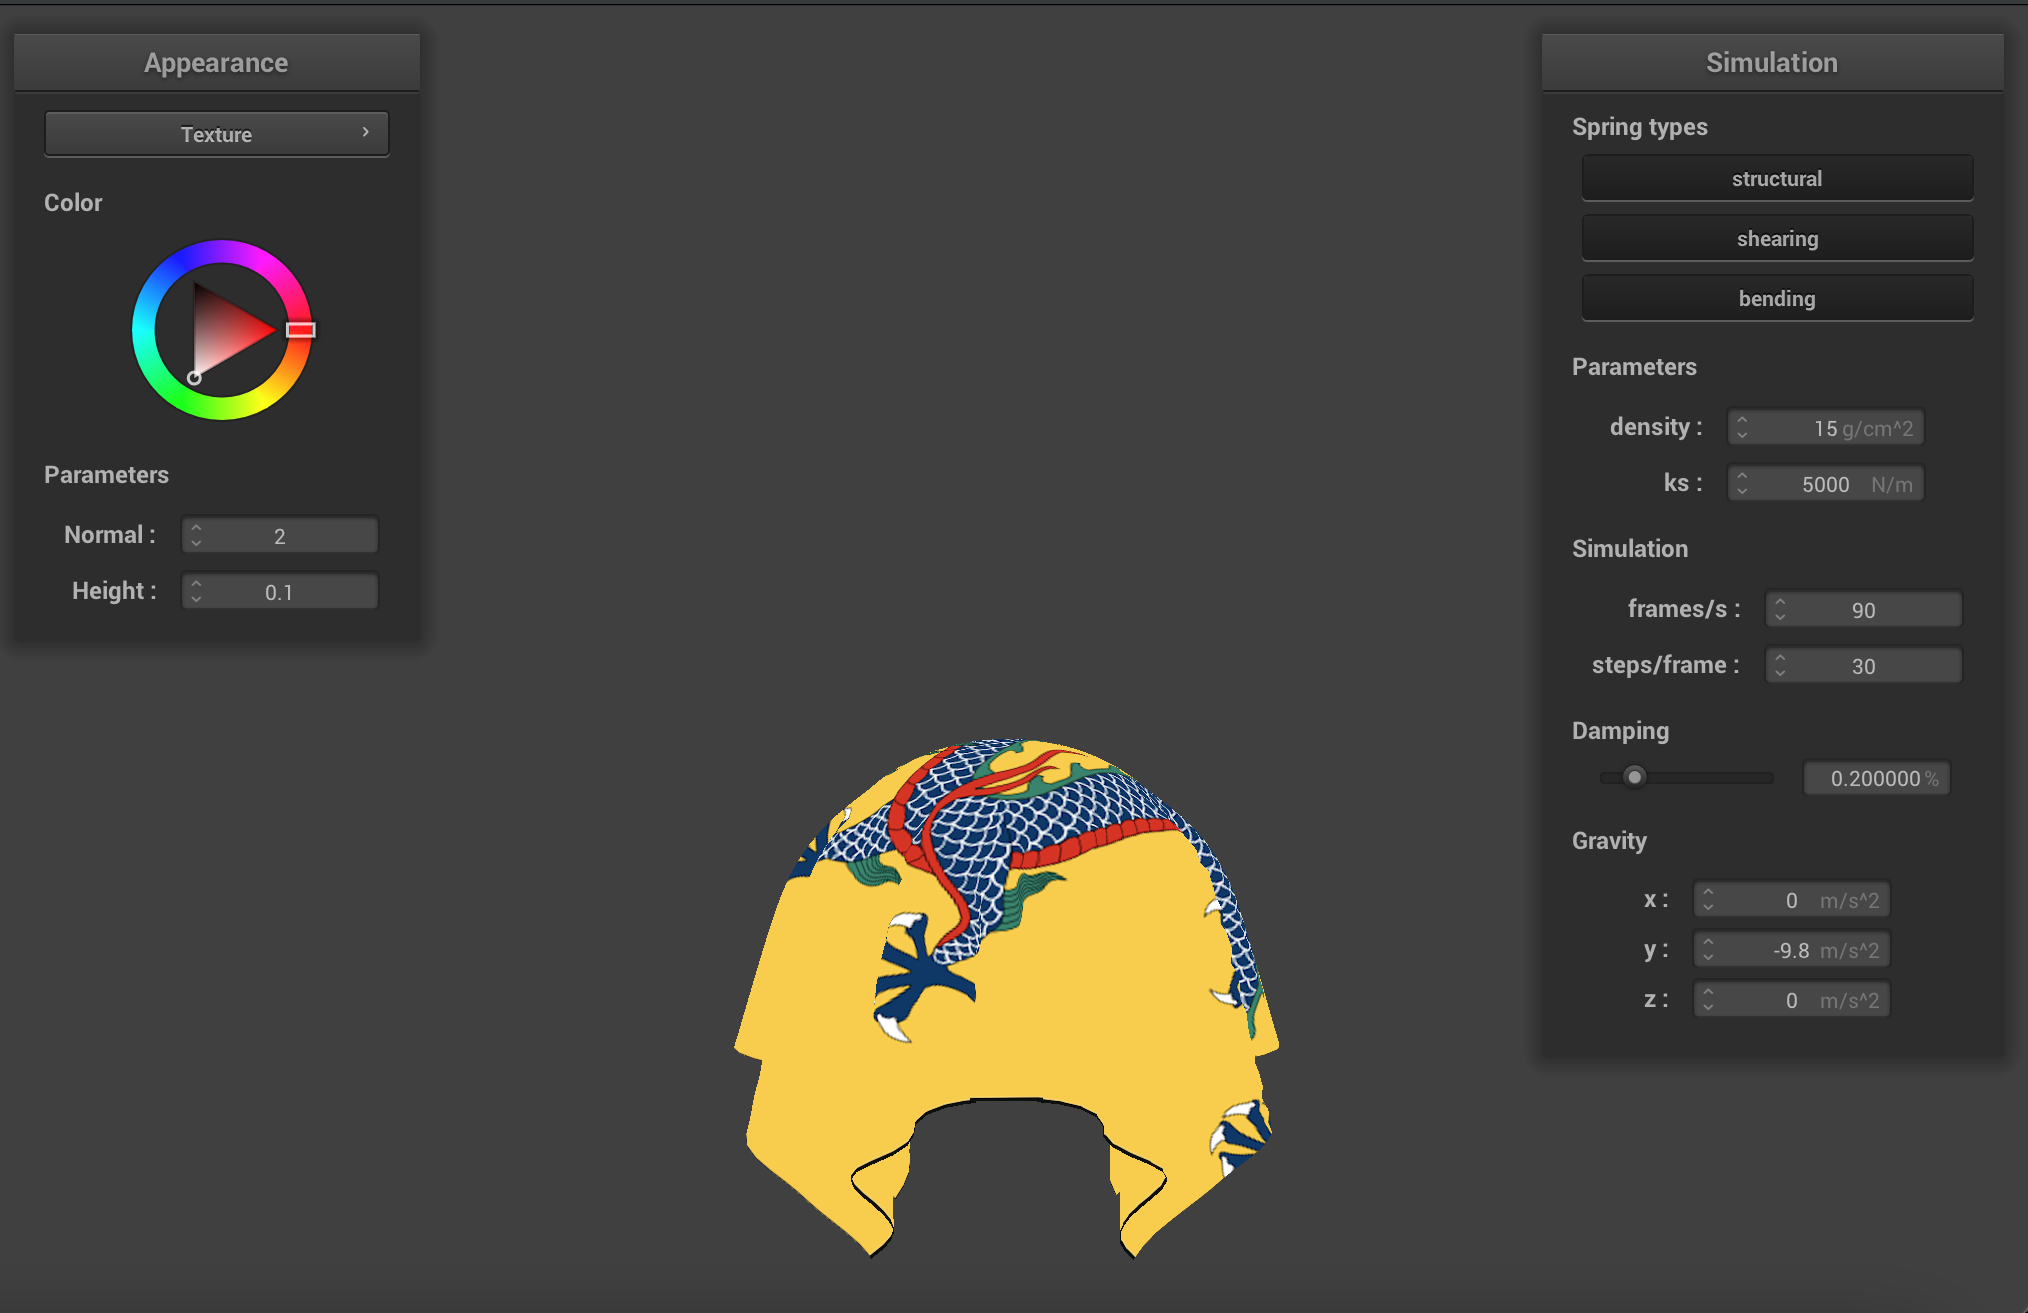 Appearance
Texture
Color
Parameters
Normal : 2
Height : 0.1
Simulation
Spring types
structural
shearing
bending
Parameters
density : 15 g/cm^2
ks : 5000 N/m
Simulation
frames/s : 90
steps/frame : 30
Damping
0.200000 %
Gravity
x : 0 m/s^2
y : -9.8 m/s^2
z : 0 m/s^2